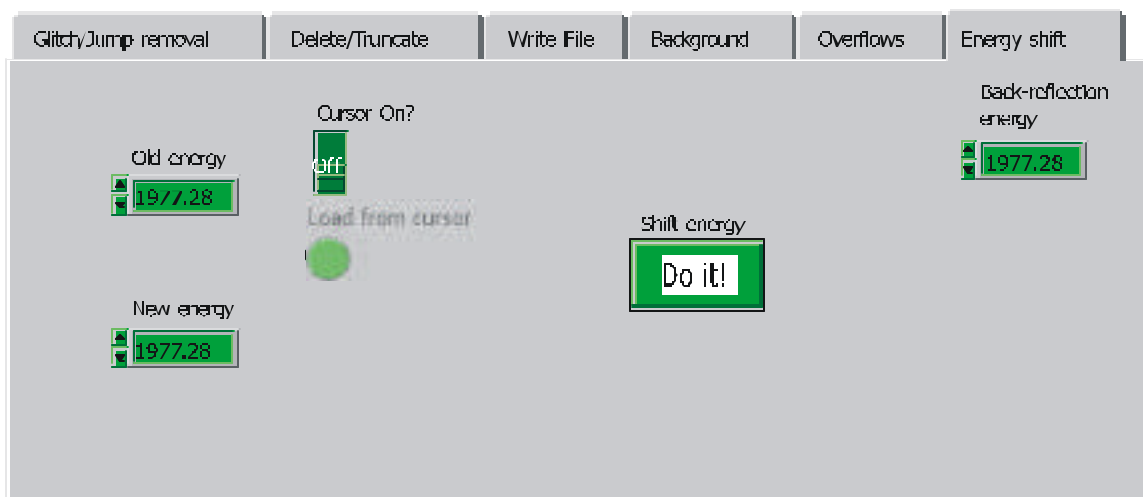 Glitch/Jump removal
Delete/Truncate
Write File
Background
Overflows
Energy shift
Cursor On?
Off
Load from cursor
Old energy
1977.28
New energy
1977.28
Shift energy
Do it!
Back-reflection
energy
1977.28